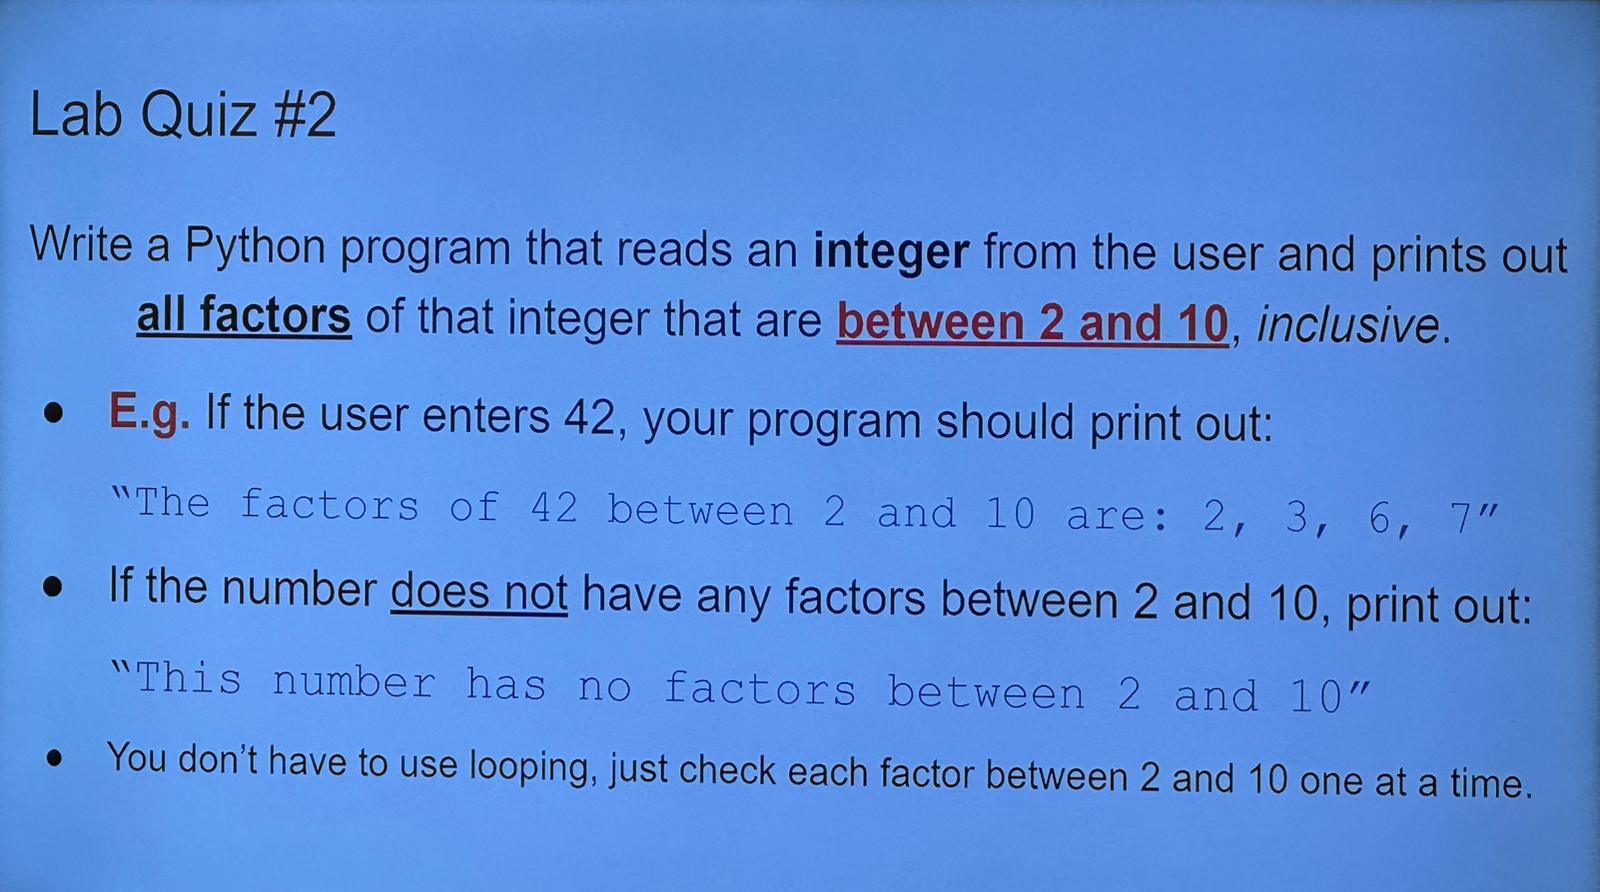 Lab Quiz #2
Write a Python program that reads an integer from the user and prints out
all factors of that integer that are between 2 and 10, inclusive.
● E.g. If the user enters 42, your program should print out:
"The factors of 42 between 2 and 10 are: 2, 3, 6, 7"
● If the number does not have any factors between 2 and 10, print out:
"This number has no factors between 2 and 10"
● You don't have to use looping, just check each factor between 2 and 10 one at a time.